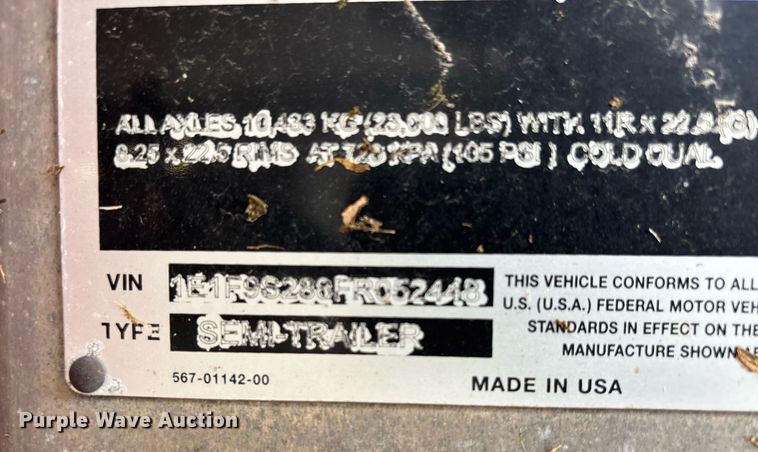 ALL AXLES 10,433 KG (23,000 LBS) WITH 11R x 22.5 (G)
8.25 x 22.5 RIMS AT 720 KPA (105 PSI) COLD DUAL
VIN
THIS VEHICLE CONFORMS TO ALL
U.S. (U.S.A.) FEDERAL MOTOR VEH
TYPE SEMI-TRAILER
STANDARDS IN EFFECT ON THE
MANUFACTURE SHOWN
567-01142-00
MADE IN USA
Purple Wave Auction